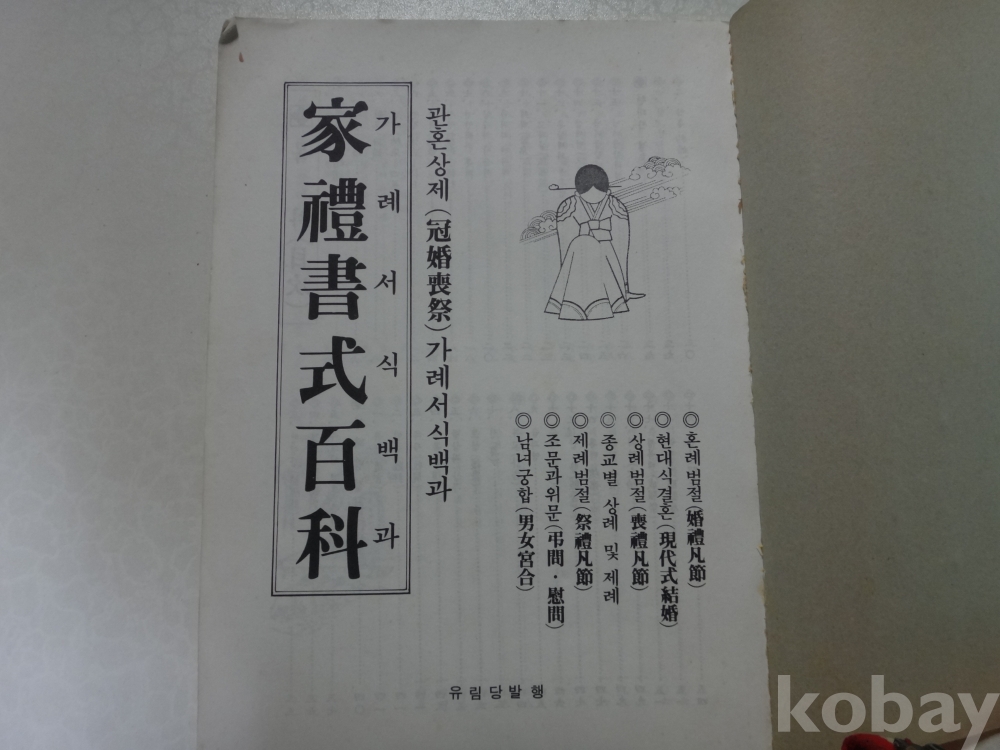 ◎혼례범절(婚禮凡節)
◎현대식결혼(現代式結婚)
◎상례범절(喪禮凡節)
◎종교별 상례 및 제례
◎제례범절(祭禮凡節)
◎조문과위문(弔問·慰問)
◎남녀궁합(男女宮合)
관혼상제(冠婚喪祭)가례서식백과
가례서식백과
家禮書式百科
유림당발행
kobay